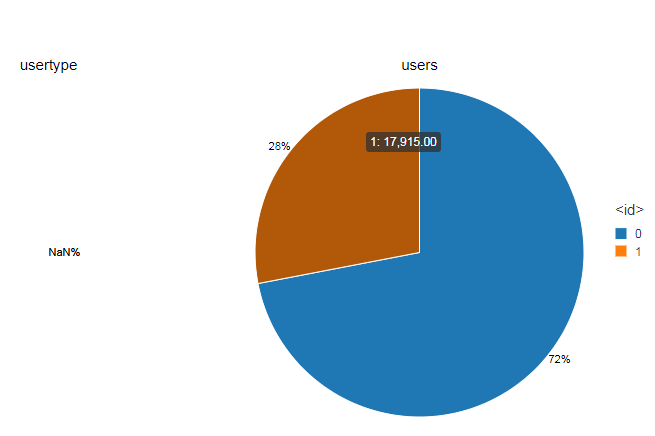 usertype
users
28%
1: 17,915.00
<id>
0
1
NaN%
72%